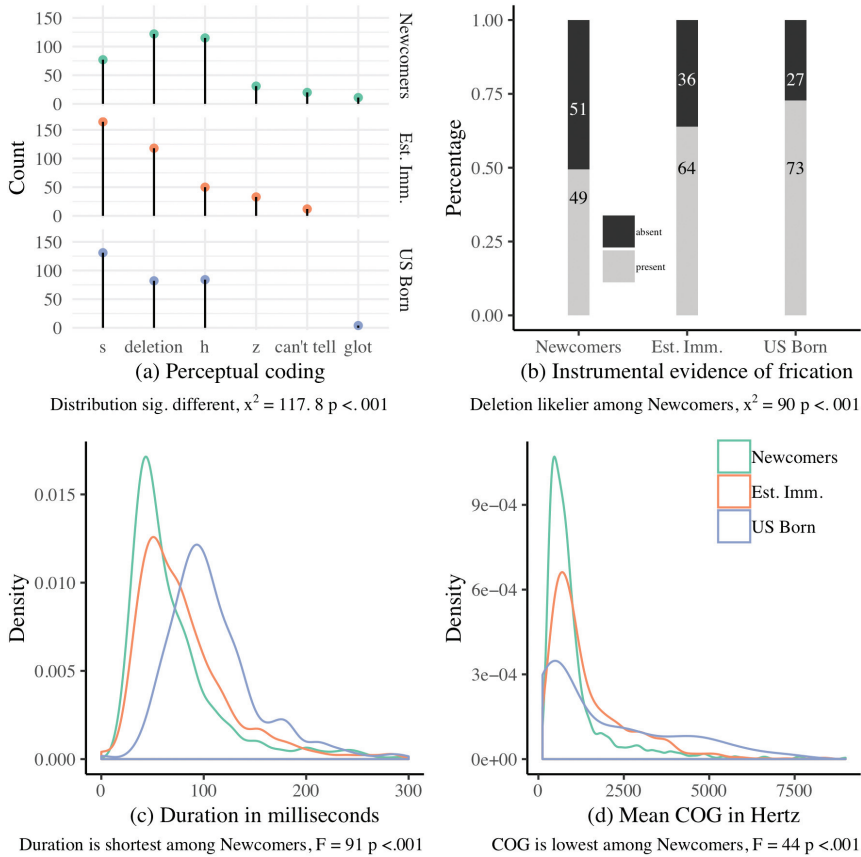 Count
150
100
50
0
Newcomers
150
100
50
0
Est. Imm.
150
100
50
0
US Born
s deletion h z can't tell glot
(a) Perceptual coding
Distribution sig. different, x² = 117. 8 p <. 001
Percentage
1.00
0.75
0.50
0.25
0.00
51
49
36
64
27
73
absent
present
Newcomers Est. Imm. US Born
(b) Instrumental evidence of frication
Deletion likelier among Newcomers, x² = 90 p <. 001
Density
0.015
0.010
0.005
0.000
0 100 200 300
(c) Duration in milliseconds
Duration is shortest among Newcomers, F = 91 p <.001
Density
9e−04
6e−04
3e−04
0e+00
Newcomers
Est. Imm.
US Born
0 2500 5000 7500
(d) Mean COG in Hertz
COG is lowest among Newcomers, F = 44 p <.001